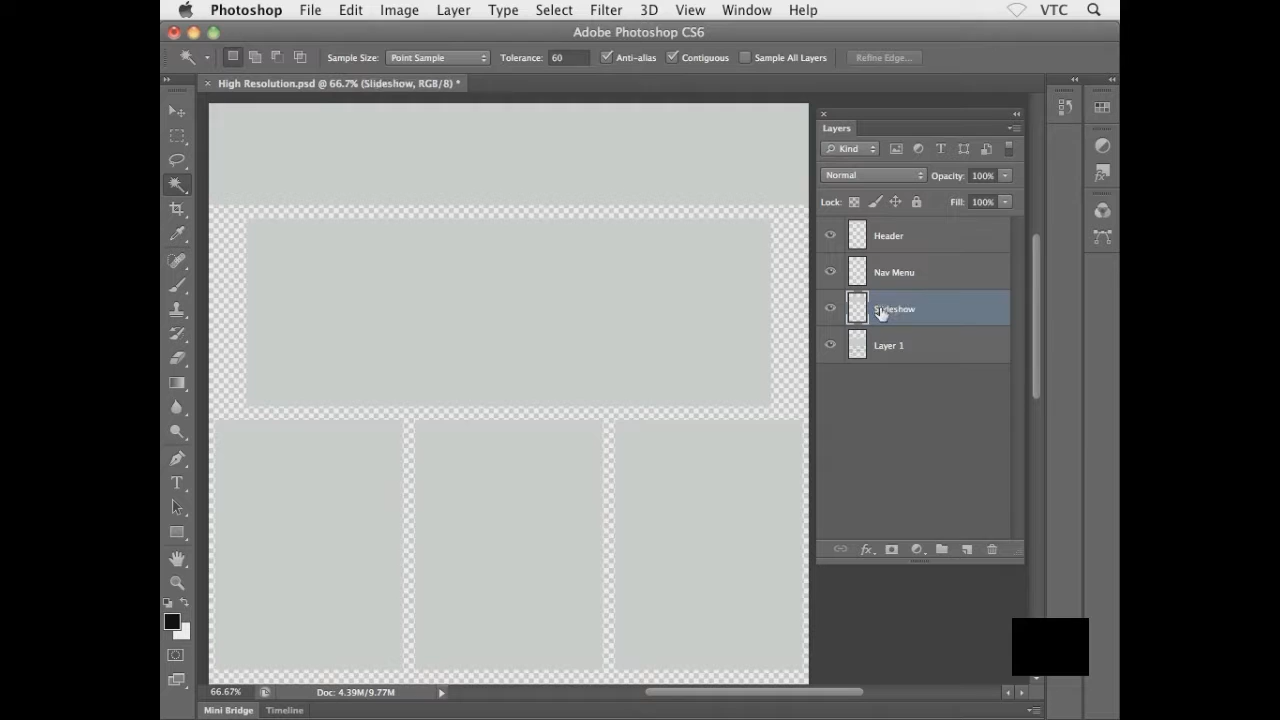 Photoshop File Edit Image Layer Type Select Filter 3D View Window Help VTC
Adobe Photoshop CS6
Sample Size: Point Sample Tolerance: 60 Anti-alias Contiguous Sample All Layers Refine Edge...
High Resolution.psd @ 66.7% (Slideshow, RGB/8) *
Layers
Kind
Normal Opacity: 100%
Lock: Fill: 100%
Header
Nav Menu
Slideshow
Layer 1
66.67% Doc: 4.39M/9.77M
Mini Bridge Timeline